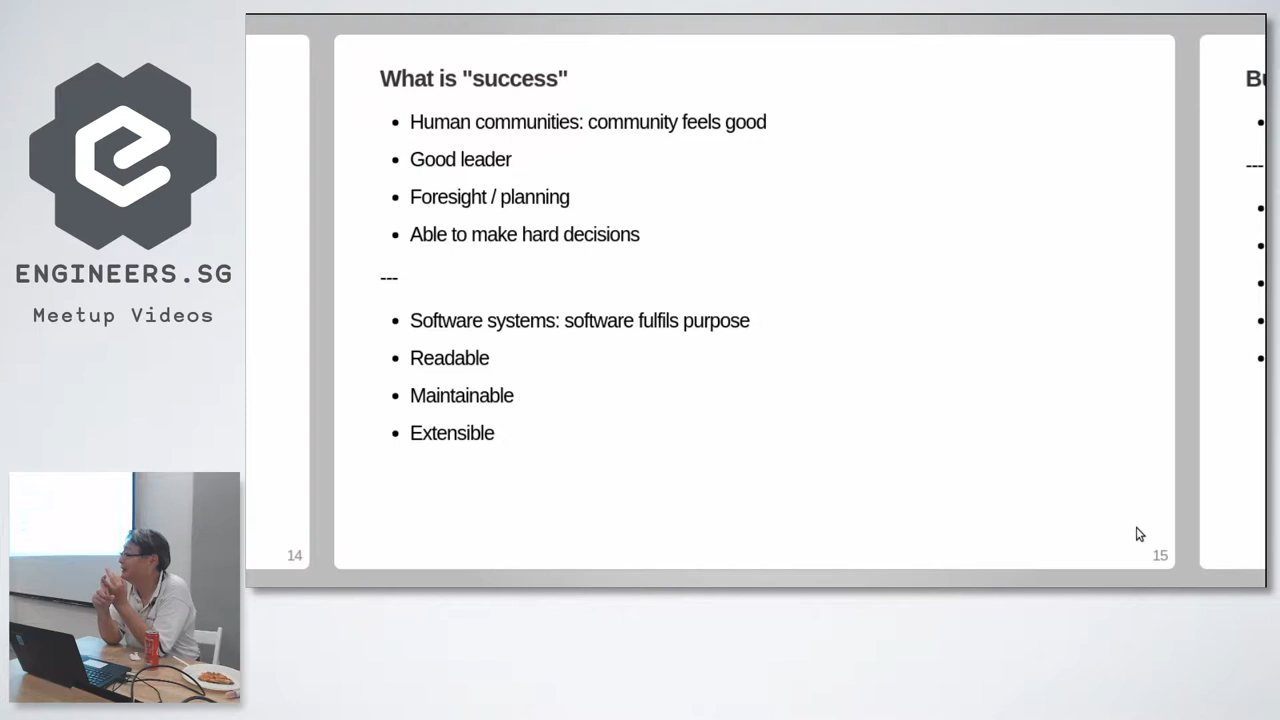 ENGINEERS.SG
Meetup Videos
14
What is "success"
• Human communities: community feels good
• Good leader
• Foresight / planning
• Able to make hard decisions
---
• Software systems: software fulfils purpose
• Readable
• Maintainable
• Extensible
15
---